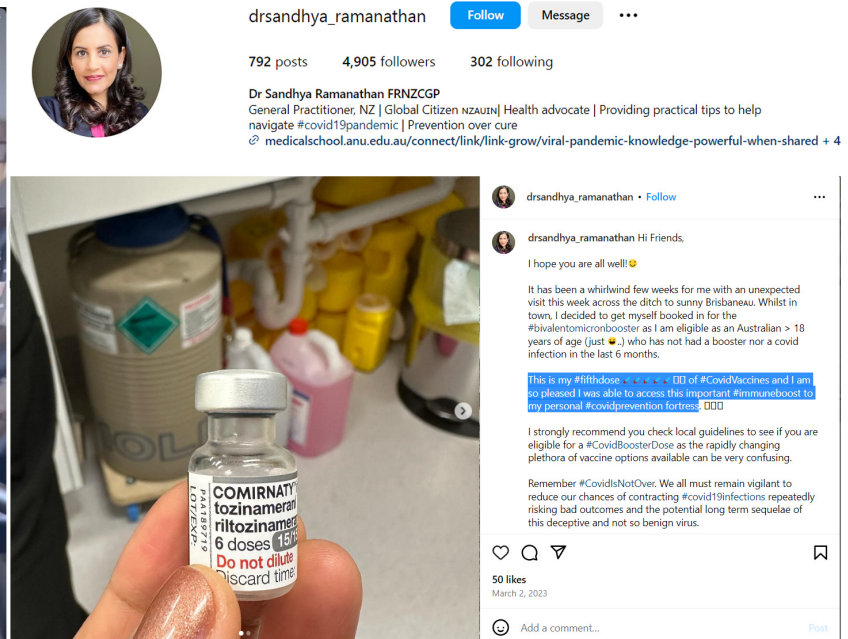 drsandhya_ramanathan Follow Message •••
792 posts 4,905 followers 302 following
Dr Sandhya Ramanathan FRNZCGP
General Practitioner, NZ | Global Citizen NZAUIN| Health advocate | Providing practical tips to help
navigate #covid19pandemic | Prevention over cure
medicalschool.anu.edu.au/connect/link/link-grow/viral-pandemic-knowledge-powerful-when-shared + 4
HOL
COMIRNATY
tozinameran
riltozinamera
6 doses 15/1
Do not dilute
Discard time:
PAA189719
LOT/EXP:
drsandhya_ramanathan • Follow
drsandhya_ramanathan Hi Friends,
I hope you are all well!😊
It has been a whirlwind few weeks for me with an unexpected
visit this week across the ditch to sunny Brisbaneᴀᴜ. Whilst in
town, I decided to get myself booked in for the
#bivalentomicronbooster as I am eligible as an Australian > 18
years of age (just 😄..) who has not had a booster nor a covid
infection in the last 6 months.
This is my #fifthdose 💉💉💉💉💉 ▯▯ of #CovidVaccines and I am
so pleased I was able to access this important #immuneboost to
my personal #covidprevention fortress. ▯▯▯
I strongly recommend you check local guidelines to see if you are
eligible for a #CovidBoosterDose as the rapidly changing
plethora of vaccine options available can be very confusing.
Remember #CovidIsNotOver. We all must remain vigilant to
reduce our chances of contracting #covid19infections repeatedly
risking bad outcomes and the potential long term sequelae of
this deceptive and not so benign virus.
50 likes
March 2, 2023
Add a comment... Post